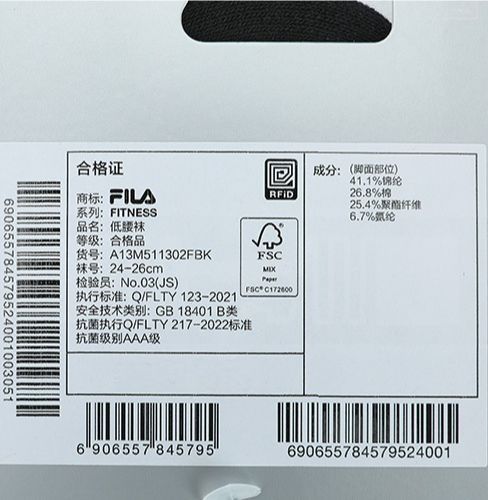 合格证
RFiD
商标: FILA
系列: FITNESS
品名: 低腰袜
等级: 合格品
货号: A13M511302FBK
袜号: 24-26cm
检验员: No.03(JS)
执行标准: Q/FLTY 123-2021
安全技术类别: GB 18401 B类
抗菌执行Q/FLTY 217-2022标准
抗菌级别AAA级
FSC
MIX
Paper
FSC® C172600
成分: (脚面部位)
41.1%锦纶
26.8%棉
25.4%聚酯纤维
6.7%氨纶
690655784579524001003051
6 906557 845795
690655784579524001